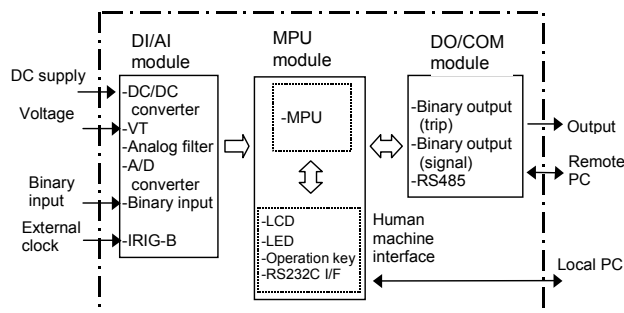 DI/AI
module
MPU
module
DO/COM
module
DC supply
Voltage
Binary
input
External
clock
-DC/DC
converter
-VT
-Analog filter
-A/D
converter
-Binary input
-IRIG-B
-MPU
-LCD
-LED
-Operation key
-RS232C I/F
Human
machine
interface
-Binary output
(trip)
-Binary output
(signal)
-RS485
Output
Remote
PC
Local PC